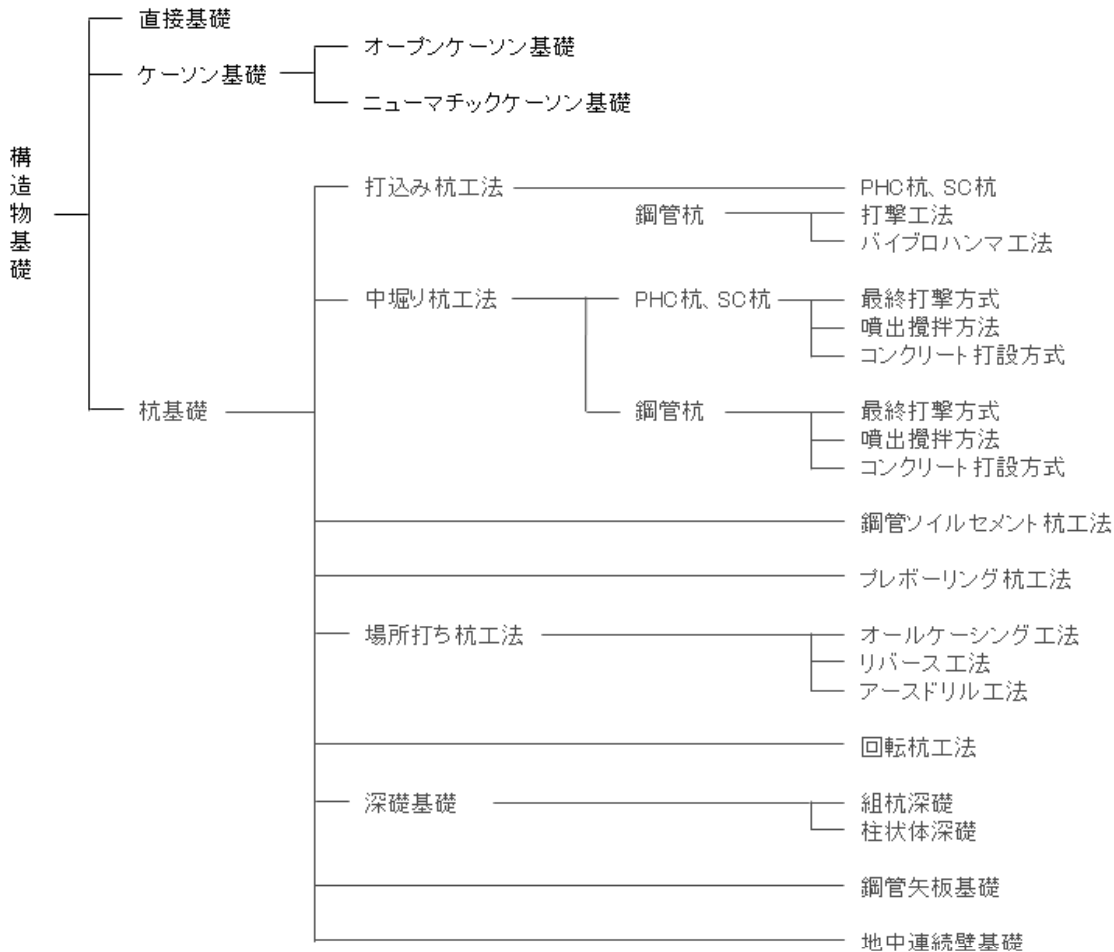 構造物基礎
直接基礎
ケーソン基礎
オープンケーソン基礎
ニューマチックケーソン基礎
杭基礎
打込み杭工法
PHC杭、SC杭
鋼管杭
打撃工法
バイブロハンマ工法
中堀り杭工法
PHC杭、SC杭
最終打撃方式
噴出攪拌方法
コンクリート打設方式
鋼管杭
最終打撃方式
噴出攪拌方法
コンクリート打設方式
鋼管ソイルセメント杭工法
プレボーリング杭工法
場所打ち杭工法
オールケーシング工法
リバース工法
アースドリル工法
回転杭工法
深礎基礎
組杭深礎
柱状体深礎
鋼管矢板基礎
地中連続壁基礎